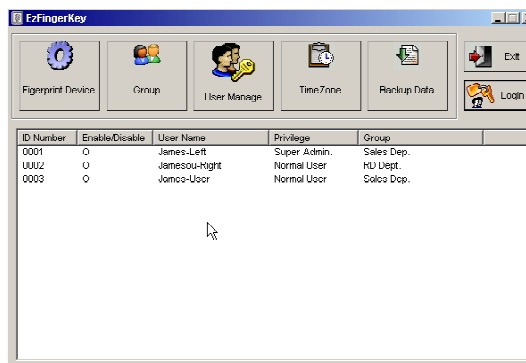 EzFingerKey
Figerprint Device
Group
User Manage
TimeZone
Backup Data
Exit
Login
ID Number Enable/Disable User Name Privilege Group
0001 O James-Left Super Admin. Sales Dep.
0002 O Jamesou-Right Normal User RD Dept.
0003 O James-User Normal User Sales Dep.